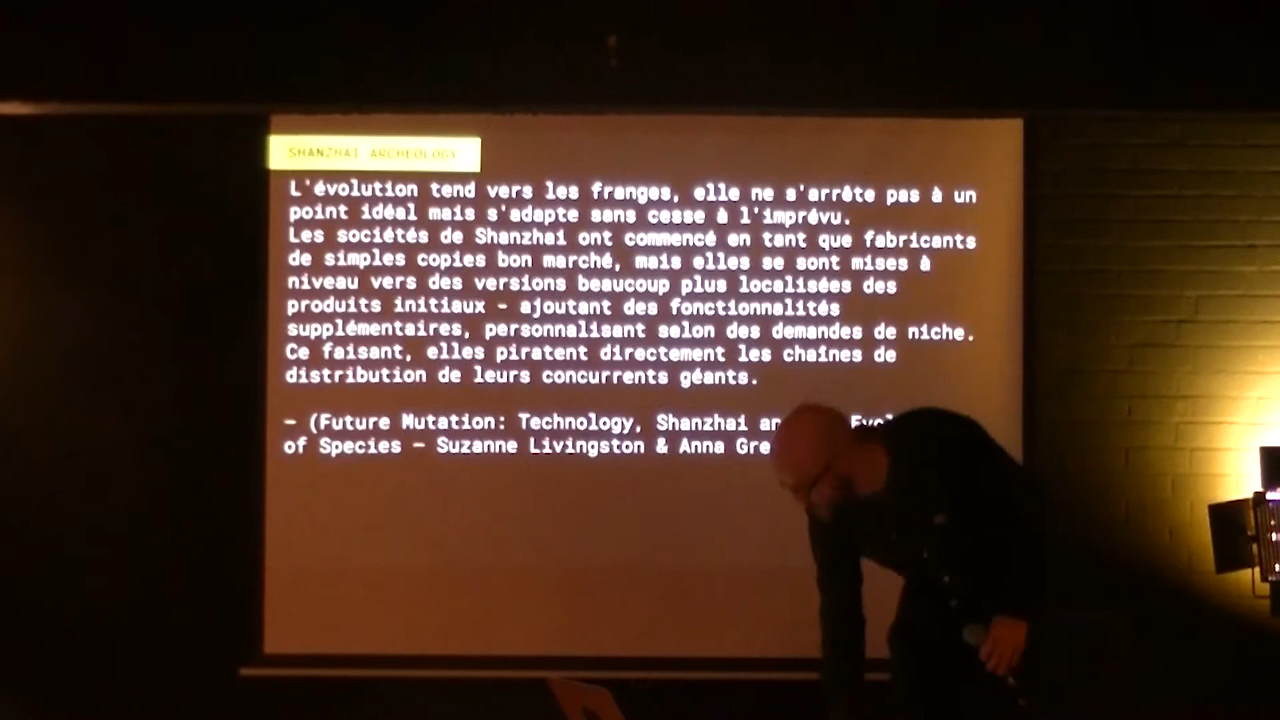 SHANZHAI ARCHEOLOGY
L'évolution tend vers les franges, elle ne s'arrête pas à un
point idéal mais s'adapte sans cesse à l'imprévu.
Les sociétés de Shanzhai ont commencé en tant que fabricants
de simples copies bon marché, mais elles se sont mises à
niveau vers des versions beaucoup plus localisées des
produits initiaux - ajoutant des fonctionnalités
supplémentaires, personnalisant selon des demandes de niche.
Ce faisant, elles piratent directement les chaînes de
distribution de leurs concurrents géants.
- (Future Mutation: Technology, Shanzhai
of Species - Suzanne Livingston & Anna